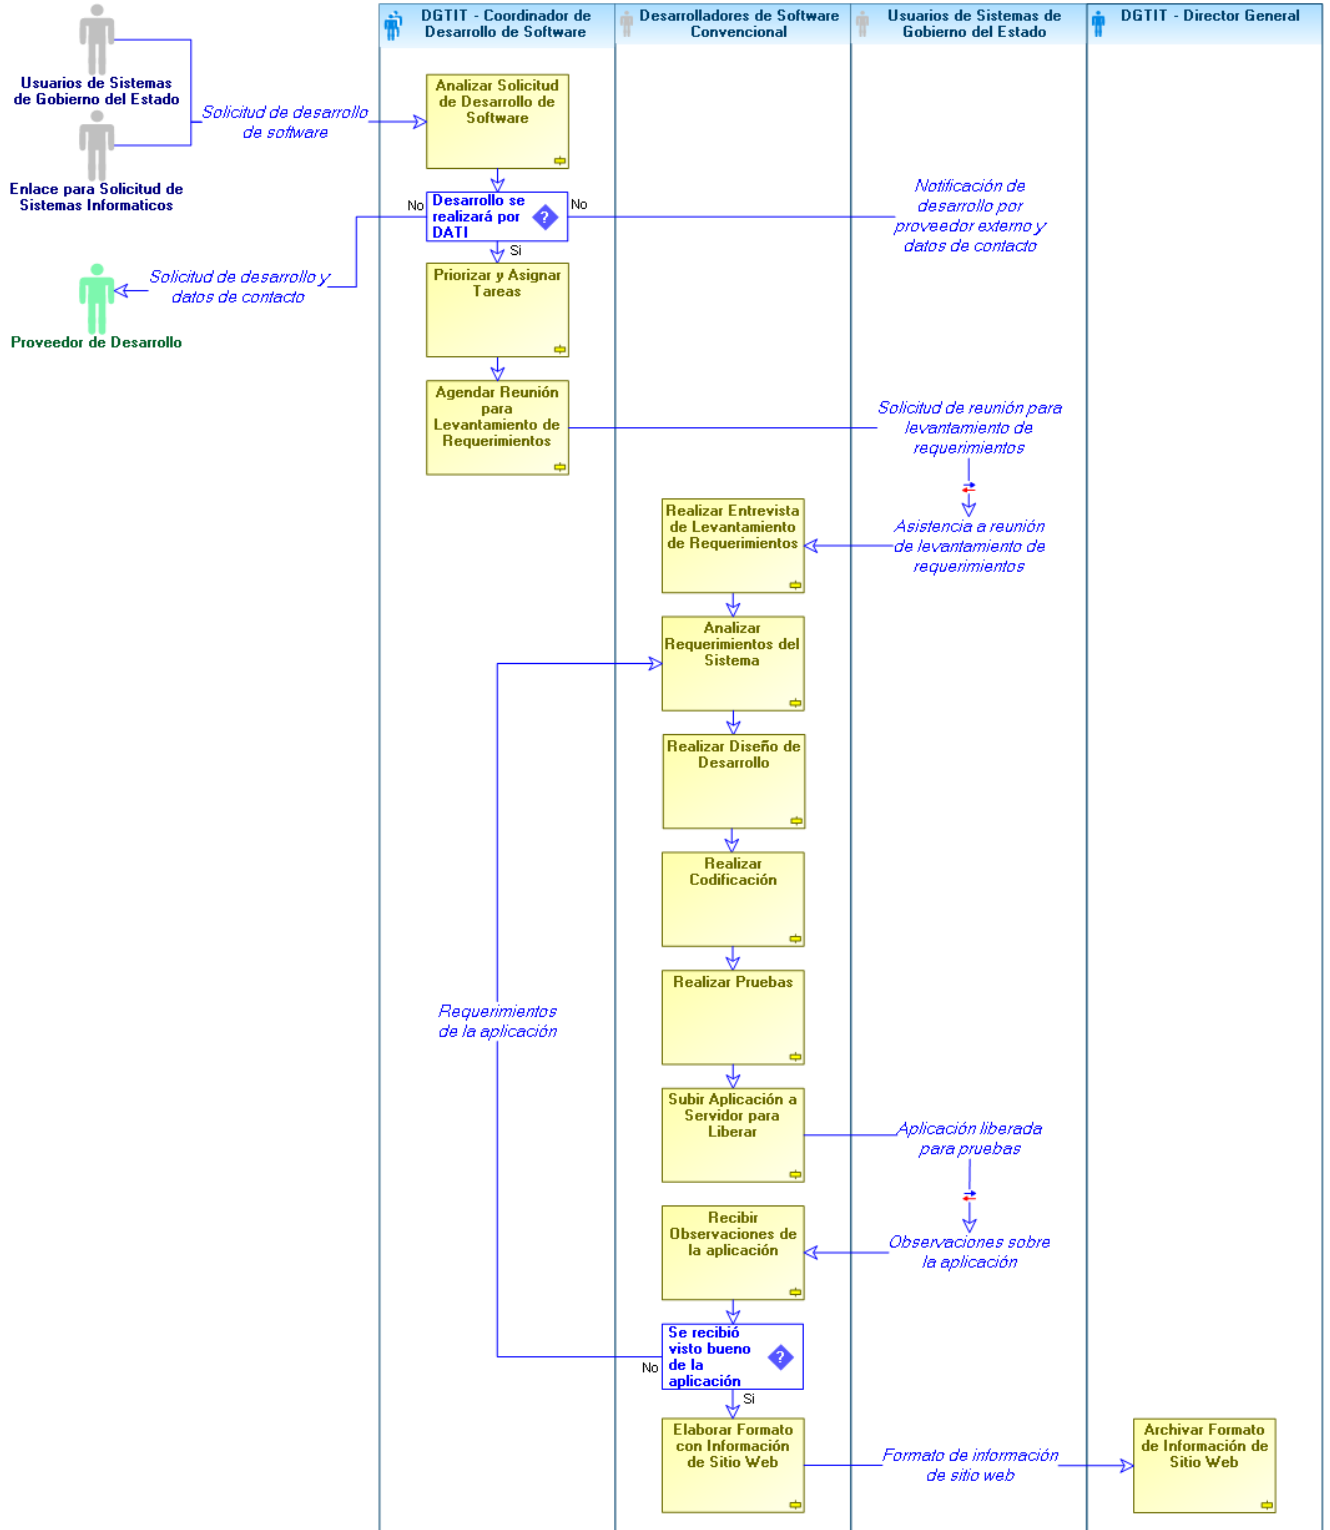 DGTIT - Coordinador de
Desarrollo de Software
Desarrolladores de Software
Convencional
Usuarios de Sistemas de
Gobierno del Estado
DGTIT - Director General
Usuarios de Sistemas
de Gobierno del Estado
Solicitud de desarrollo
de software
Analizar Solicitud
de Desarrollo de
Software
Enlace para Solicitud de
Sistemas Informaticos
No
Desarrollo se
realizará por
DATI
?
No
Notificación de
desarrollo por
proveedor externo y
datos de contacto
Si
Solicitud de desarrollo y
datos de contacto
Proveedor de Desarrollo
Priorizar y Asignar
Tareas
Agendar Reunión
para
Levantamiento de
Requerimientos
Solicitud de reunión para
levantamiento de
requerimientos
Realizar Entrevista
de Levantamiento
de Requerimientos
Asistencia a reunión
de levantamiento de
requerimientos
Analizar
Requerimientos del
Sistema
Realizar Diseño de
Desarrollo
Realizar
Codificación
Realizar Pruebas
Requerimientos
de la aplicación
Subir Aplicación a
Servidor para
Liberar
Aplicación liberada
para pruebas
Recibir
Observaciones de
la aplicación
Observaciones sobre
la aplicación
Se recibió
visto bueno
de la
aplicación
?
No
Si
Elaborar Formato
con Información
de Sitio Web
Formato de información
de sitio web
Archivar Formato
de Información de
Sitio Web